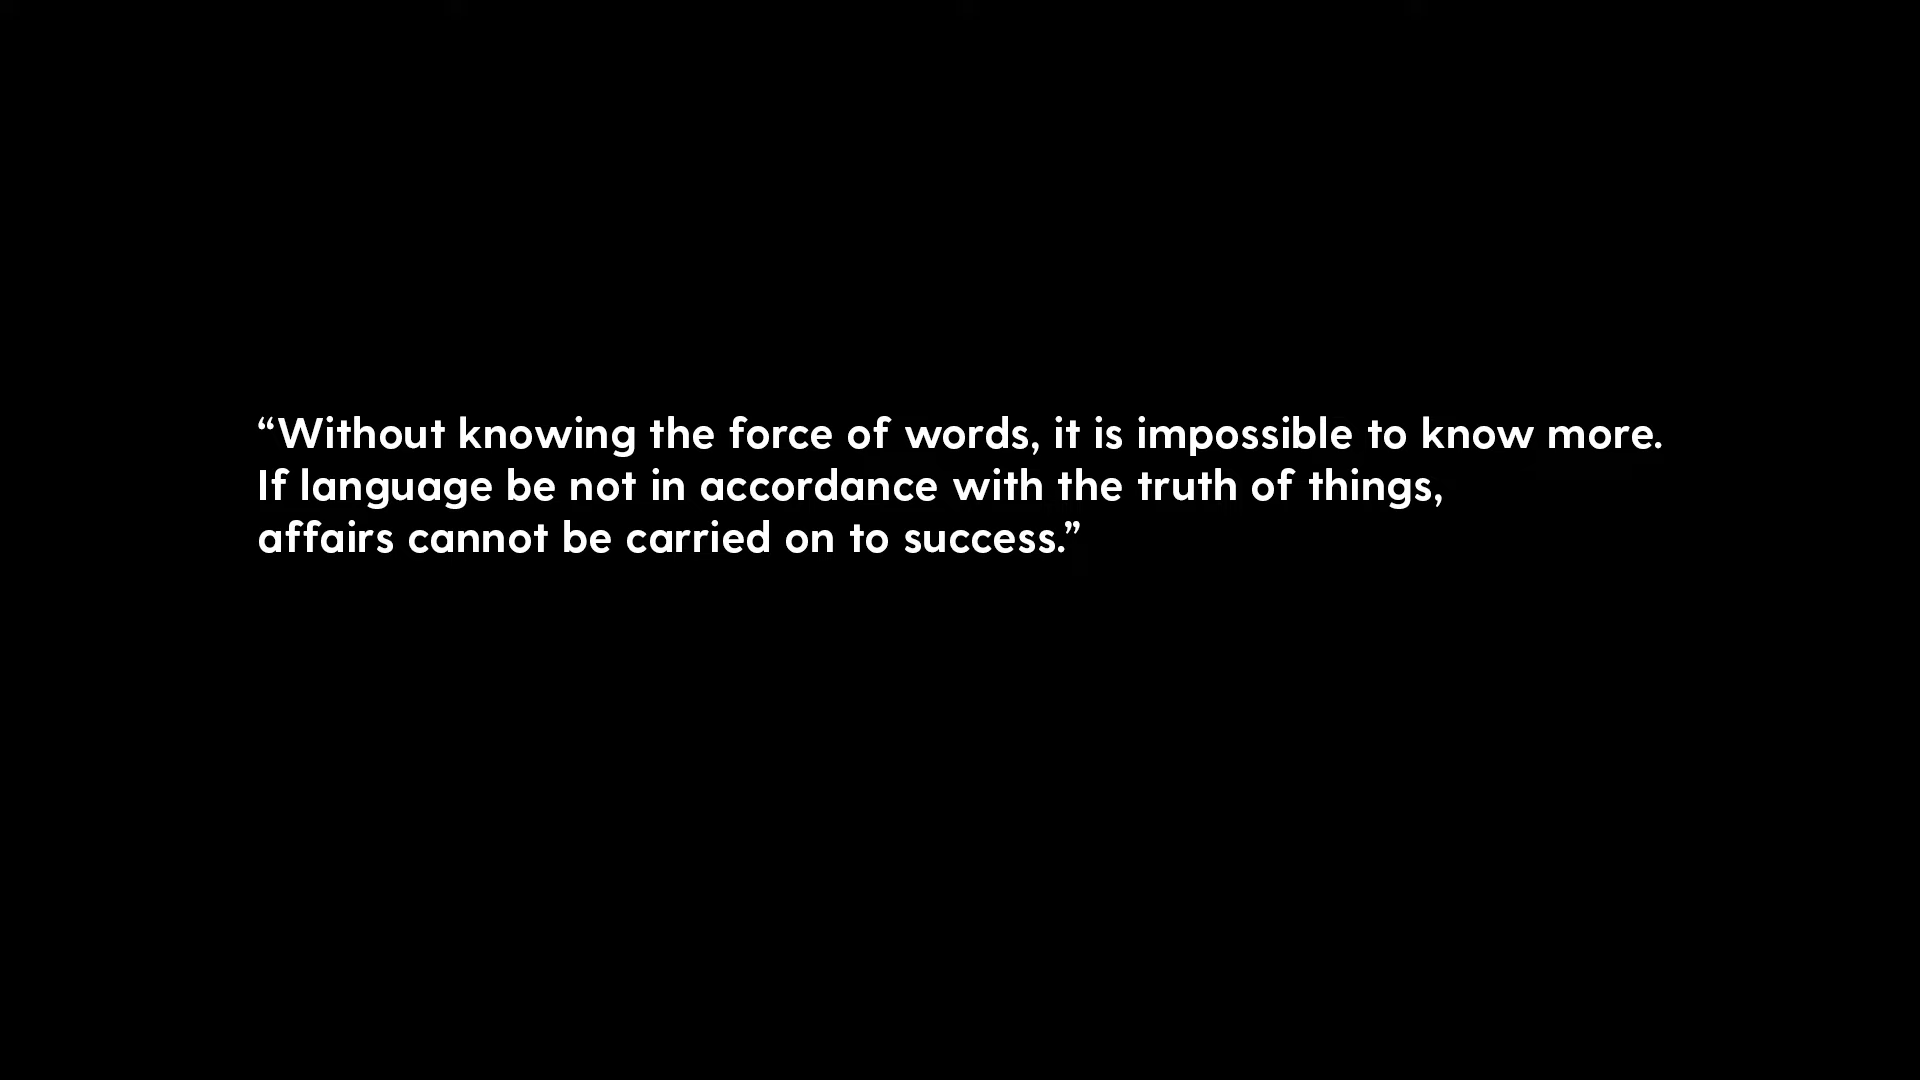 “Without knowing the force of words, it is impossible to know more.
If language be not in accordance with the truth of things,
affairs cannot be carried on to success.”